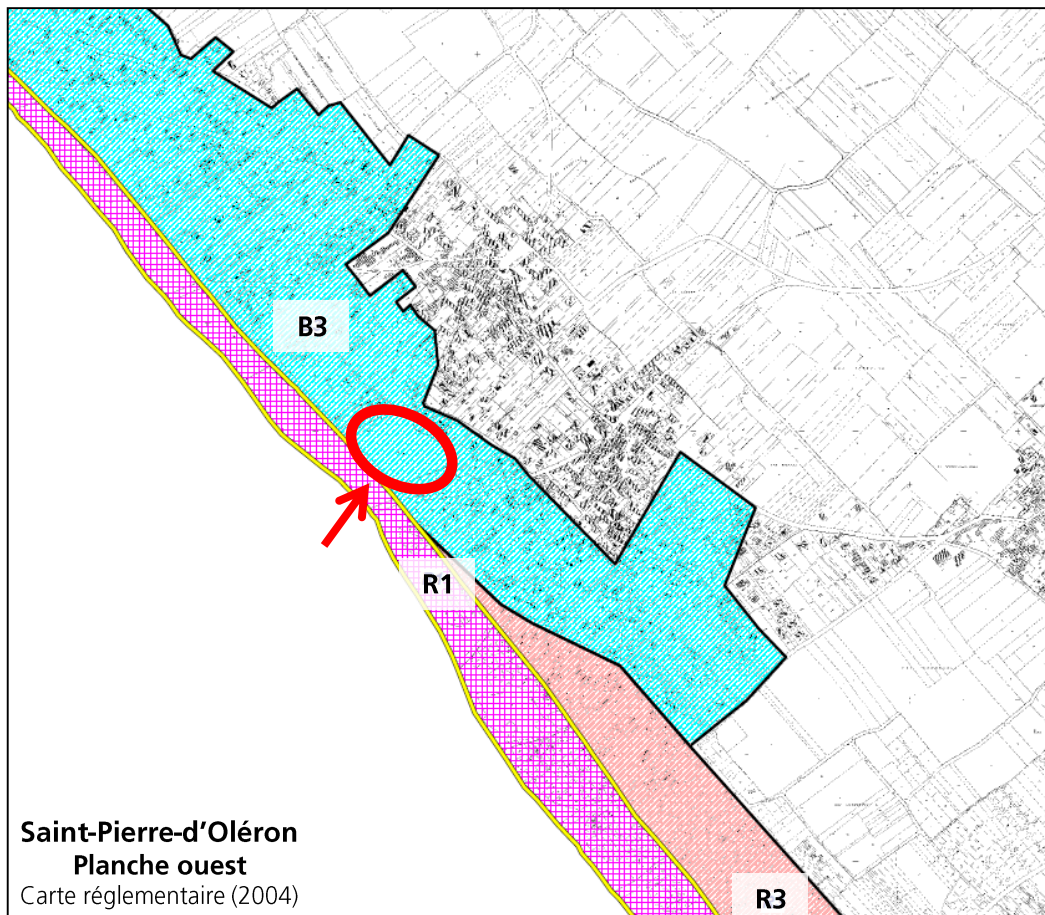 B3
R1
R3
Saint-Pierre-d'Oléron
Planche ouest
Carte réglementaire (2004)